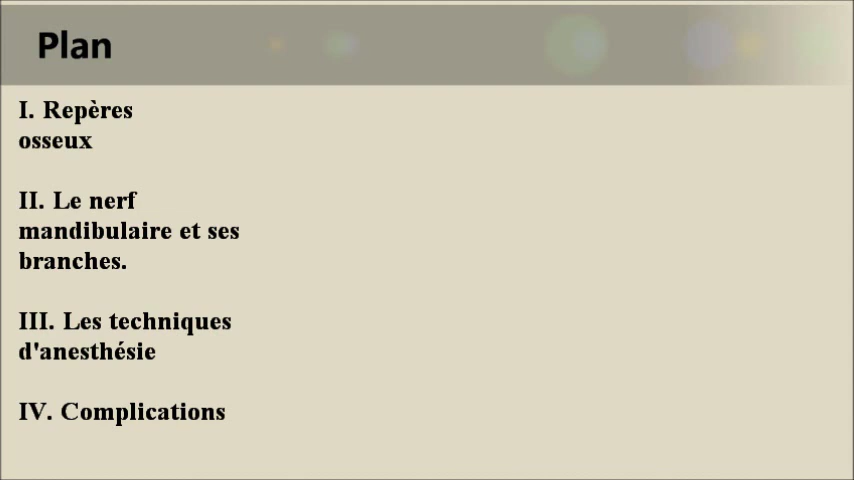 Plan
I. Repères
osseux
II. Le nerf
mandibulaire et ses
branches.
III. Les techniques
d'anesthésie
IV. Complications